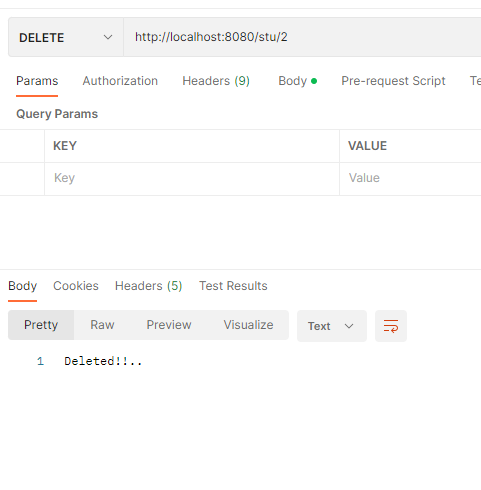 DELETE http://localhost:8080/stu/2
Params Authorization Headers (9) Body Pre-request Script Te
Query Params
KEY VALUE
Key Value
Body Cookies Headers (5) Test Results
Pretty Raw Preview Visualize Text
1 Deleted!!..